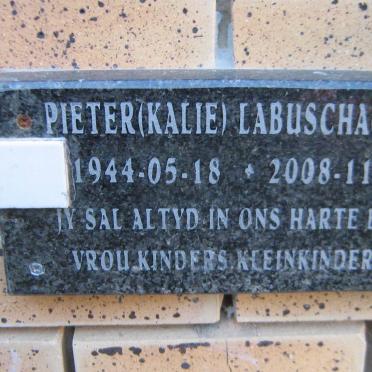 PIETER (KALIE) LABUSCHA
1944-05-18 * 2008-11
JY SAL ALTYD IN ONS HARTE
VROU, KINDERS, KLEINKINDER